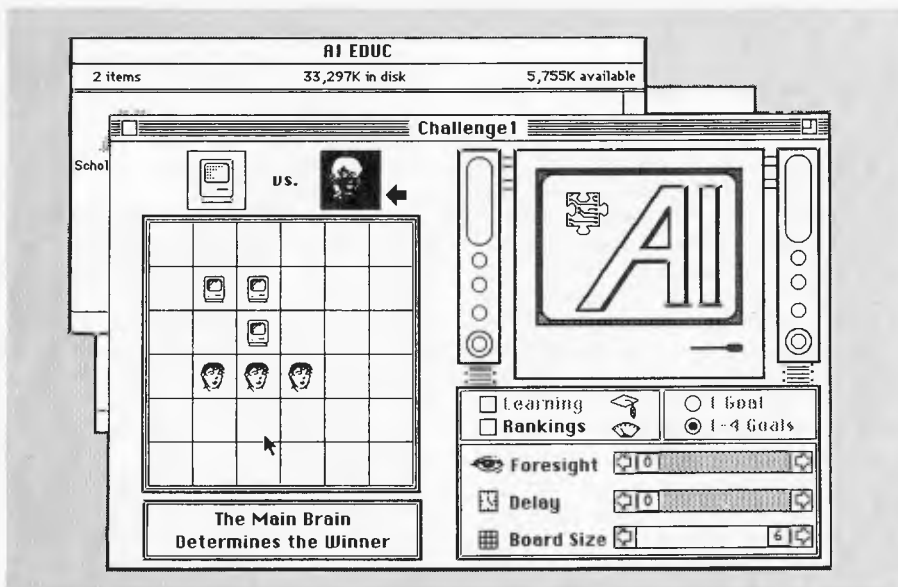 AI EDUC
2 items 33,297K in disk 5,755K available
Challenge1
Schol
vs.
AI
Learning
Rankings
1 Goal
1-4 Goals
Foresight 0
Delay 0
Board Size 6
The Main Brain
Determines the Winner